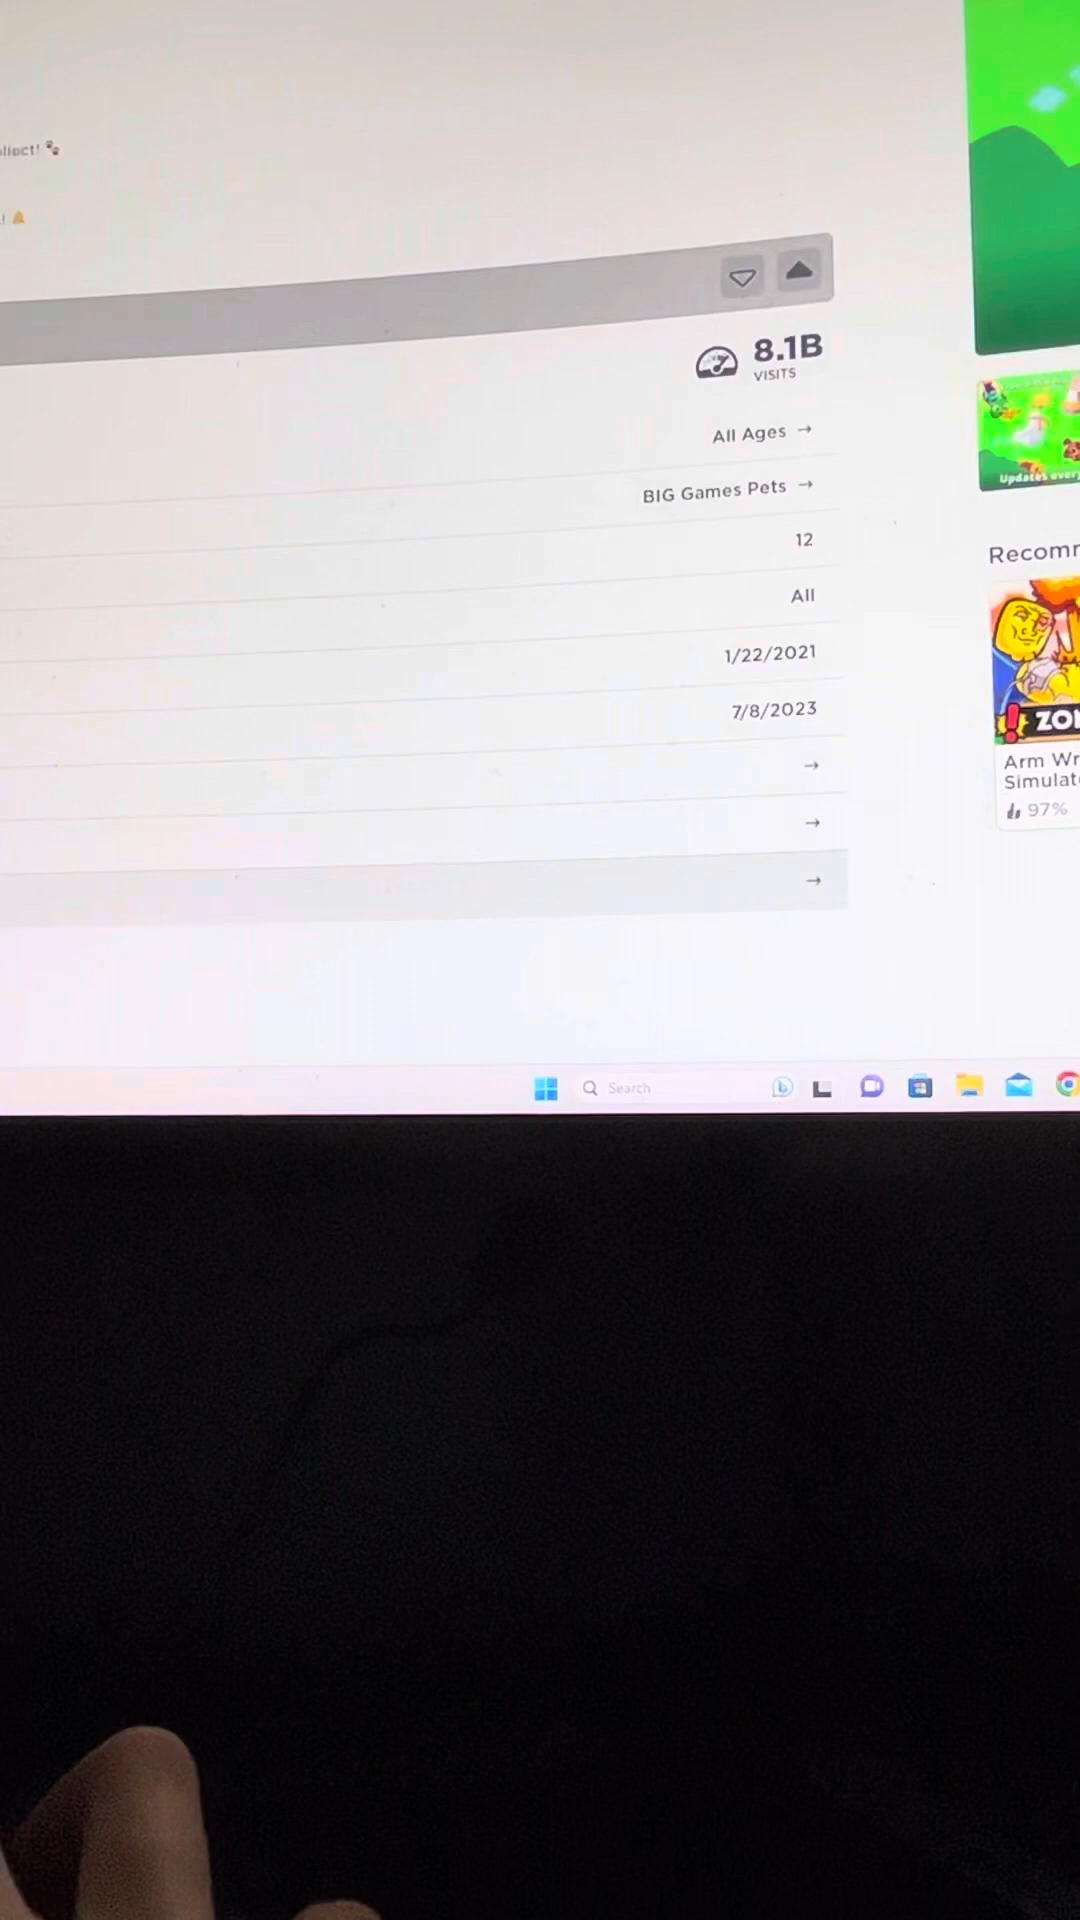 !
8.1B
VISITS
All Ages →
BIG Games Pets →
12
All
1/22/2021
7/8/2023
→
→
→
Updates every
Recomm
ZO
Arm Wr
Simulat
97%
Search